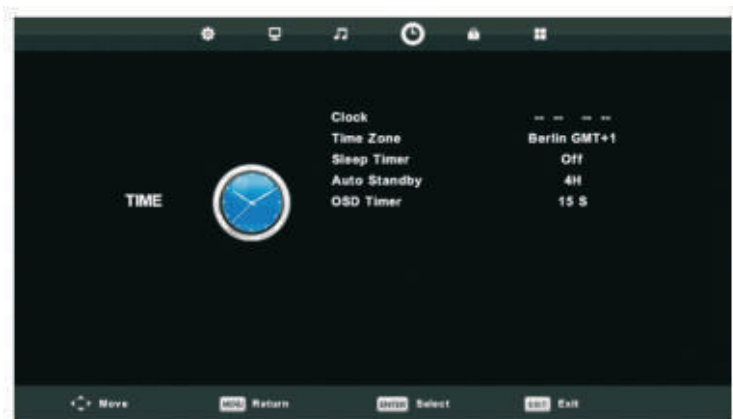 Clock -- -- -- --
Time Zone Berlin GMT+1
Sleep Timer Off
Auto Standby 4H
TIME
OSD Timer 15 S
Move MENU Return ENTER Select EXIT Exit